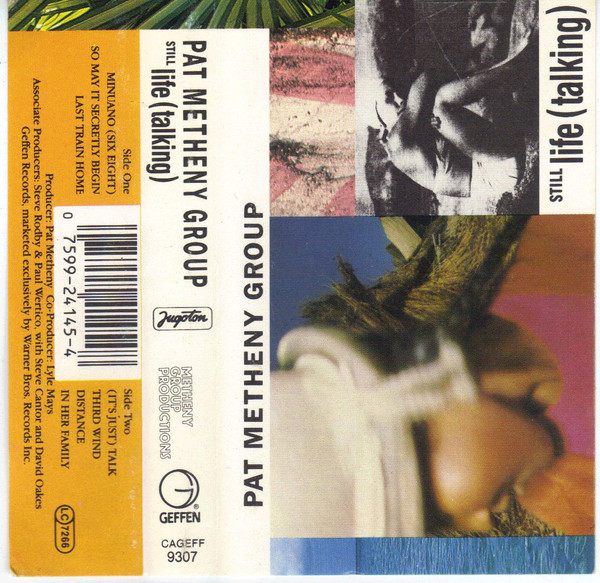 STILL life (talking)
PAT METHENY GROUP
PAT METHENY GROUP
STILL life (talking)
Jugoton
METHENY
GROUP
PRODUCTIONS
GEFFEN
®
CAGEFF
9307
Side One
MINUANO (SIX EIGHT)
SO MAY IT SECRETLY BEGIN
LAST TRAIN HOME
0 7599-24145-4
Side Two
(IT'S JUST) TALK
THIRD WIND
DISTANCE
IN HER FAMILY
Producer: Pat Metheny Co-Producer: Lyle Mays
Associate Producers: Steve Rodby & Paul Wertico, with Steve Cantor and David Oakes
Geffen Records, marketed exclusively by Warner Bros. Records Inc.
LC 7266